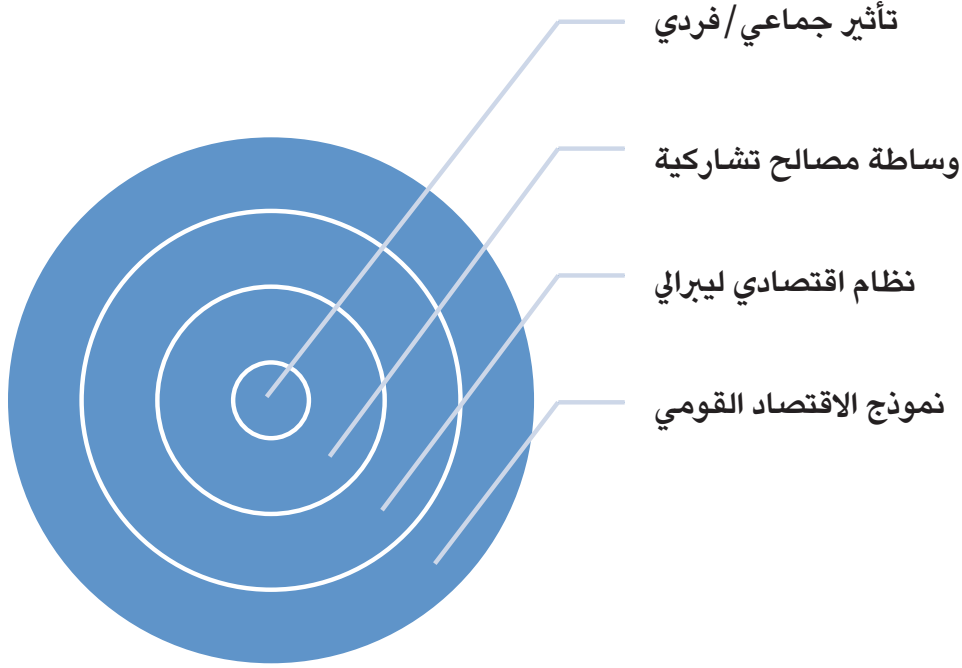 تأثير جماعي/فردي
وساطة مصالح تشاركية
نظام اقتصادي ليبرالي
نموذج الاقتصاد القومي